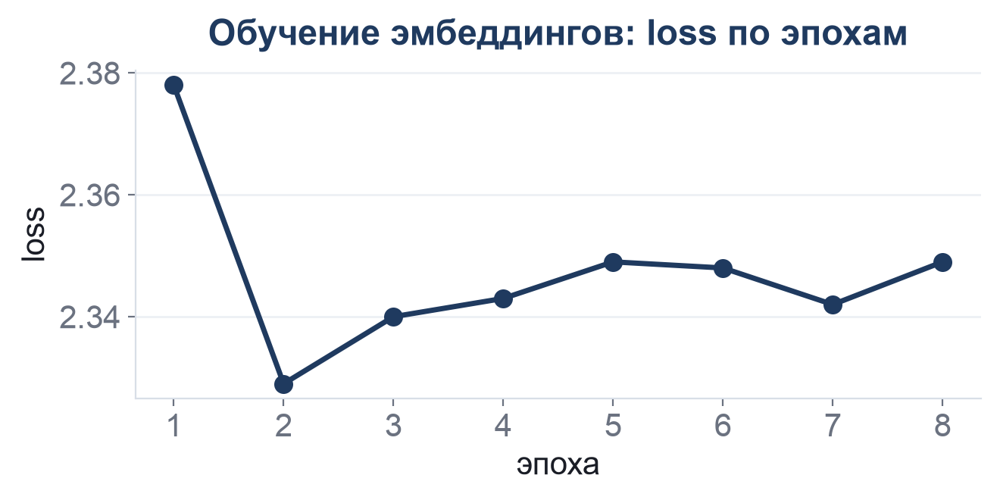 Обучение эмбеддингов: loss по эпохам
2.38
2.36
2.34
loss
1 2 3 4 5 6 7 8
эпоха